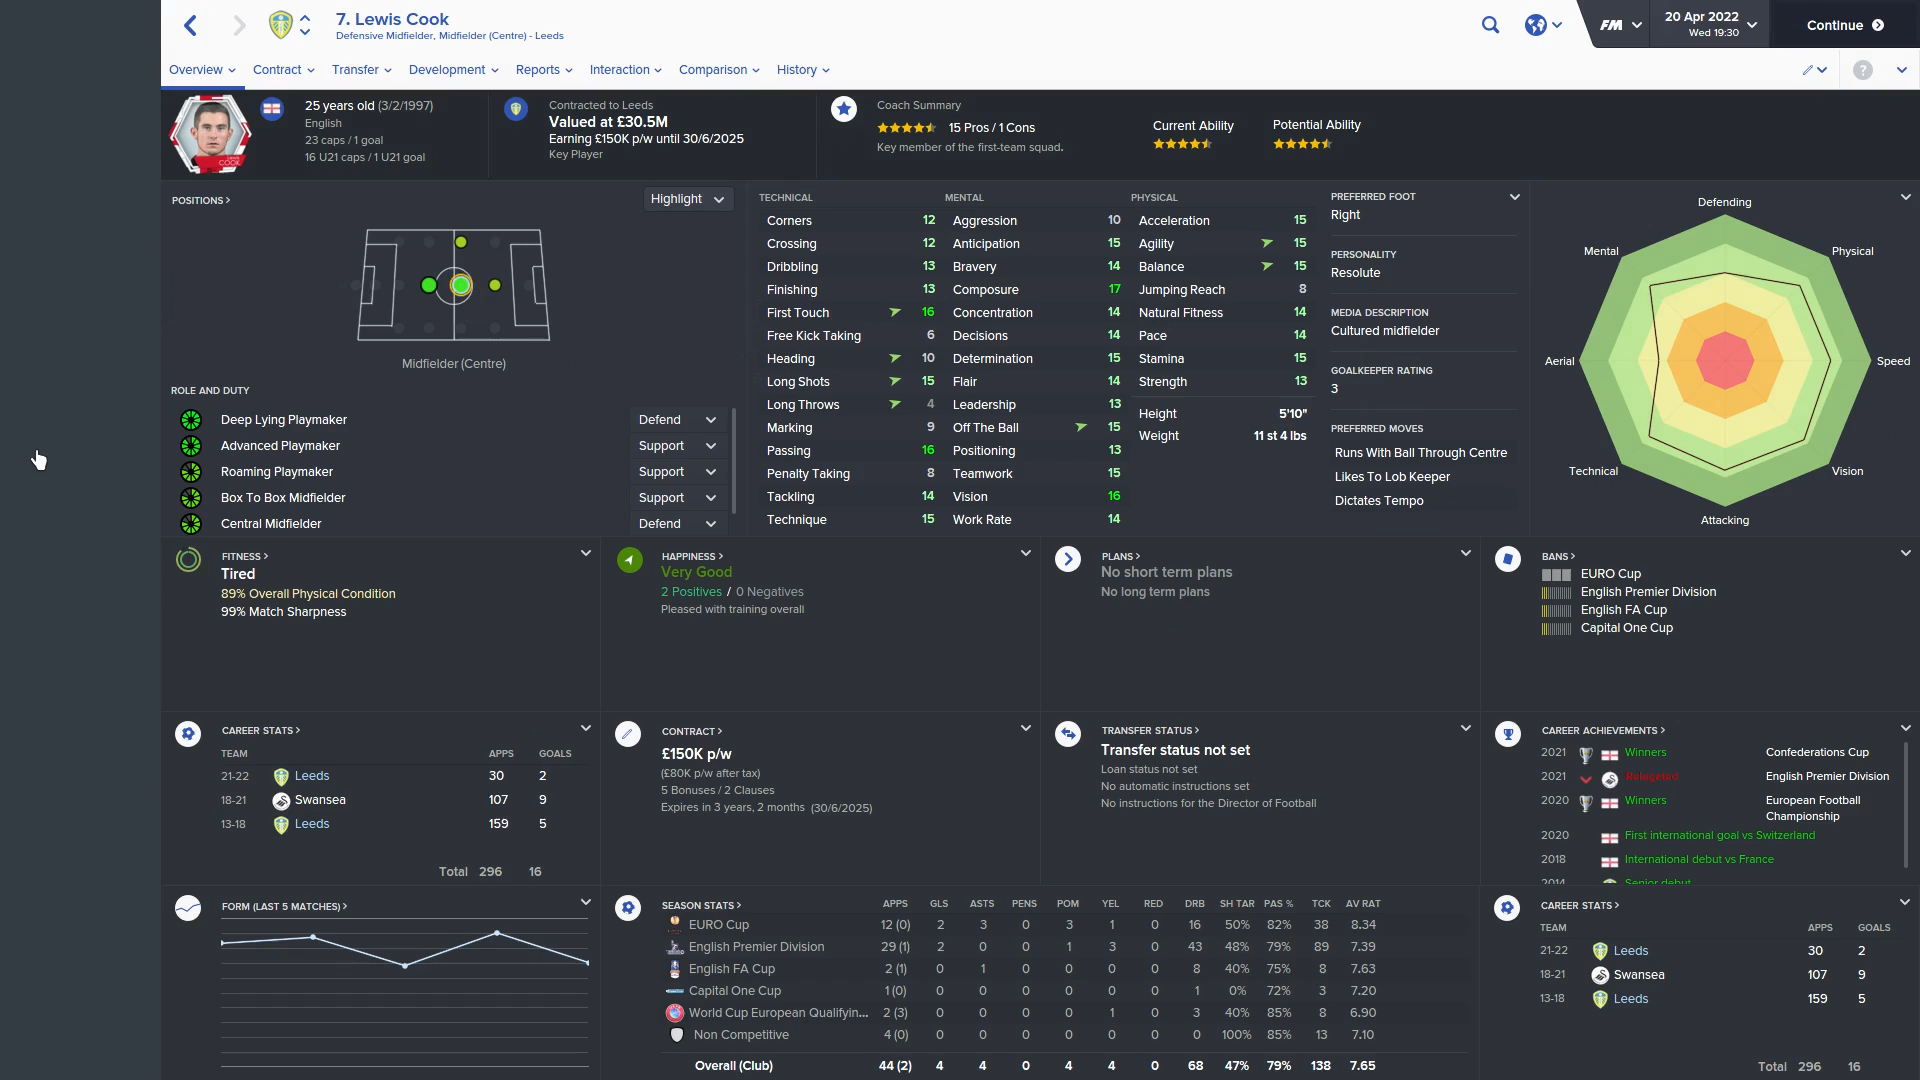 7. Lewis Cook
Defensive Midfielder, Midfielder (Centre) - Leeds
FM
20 Apr 2022
Wed 19:30
Continue
Overview
Contract
Transfer
Development
Reports
Interaction
Comparison
History
?
25 years old (3/2/1997)
English
23 caps / 1 goal
16 U21 caps / 1 U21 goal
Contracted to Leeds
Valued at £30.5M
Earning £150K p/w until 30/6/2025
Key Player
Coach Summary
15 Pros / 1 Cons
Key member of the first-team squad.
Current Ability
Potential Ability
POSITIONS >
Highlight
Midfielder (Centre)
ROLE AND DUTY
Deep Lying Playmaker Defend
Advanced Playmaker Support
Roaming Playmaker Support
Box To Box Midfielder Support
Central Midfielder Defend
TECHNICAL
Corners 12
Crossing 12
Dribbling 13
Finishing 13
First Touch 16
Free Kick Taking 6
Heading 10
Long Shots 15
Long Throws 4
Marking 9
Passing 16
Penalty Taking 8
Tackling 14
Technique 15
MENTAL
Aggression 10
Anticipation 15
Bravery 14
Composure 17
Concentration 14
Decisions 14
Determination 15
Flair 14
Leadership 13
Off The Ball 15
Positioning 13
Teamwork 15
Vision 16
Work Rate 14
PHYSICAL
Acceleration 15
Agility 15
Balance 15
Jumping Reach 8
Natural Fitness 14
Pace 14
Stamina 15
Strength 13
Height 5'10"
Weight 11 st 4 lbs
PREFERRED FOOT
Right
PERSONALITY
Resolute
MEDIA DESCRIPTION
Cultured midfielder
GOALKEEPER RATING
3
PREFERRED MOVES
Runs With Ball Through Centre
Likes To Lob Keeper
Dictates Tempo
Defending
Physical
Speed
Vision
Attacking
Technical
Aerial
Mental
FITNESS >
Tired
89% Overall Physical Condition
99% Match Sharpness
HAPPINESS >
Very Good
2 Positives / 0 Negatives
Pleased with training overall
PLANS >
No short term plans
No long term plans
BANS >
EURO Cup
English Premier Division
English FA Cup
Capital One Cup
CAREER STATS >
TEAM APPS GOALS
21-22 Leeds 30 2
18-21 Swansea 107 9
13-18 Leeds 159 5
Total 296 16
CONTRACT >
£150K p/w
(£80K p/w after tax)
5 Bonuses / 2 Clauses
Expires in 3 years, 2 months (30/6/2025)
TRANSFER STATUS >
Transfer status not set
Loan status not set
No automatic instructions set
No instructions for the Director of Football
CAREER ACHIEVEMENTS >
2021 Winners Confederations Cup
2021 Relegated English Premier Division
2020 Winners European Football Championship
2020 First international goal vs Switzerland
2018 International debut vs France
2014 Senior debut
FORM (LAST 5 MATCHES) >
SEASON STATS > APPS GLS ASTS PENS POM YEL RED DRB SH TAR PAS % TCK AV RAT
EURO Cup 12 (0) 2 3 0 3 1 0 16 50% 82% 38 8.34
English Premier Division 29 (1) 2 0 0 1 3 0 43 48% 79% 89 7.39
English FA Cup 2 (1) 0 1 0 0 0 0 8 40% 75% 8 7.63
Capital One Cup 1 (0) 0 0 0 0 0 0 1 0% 72% 3 7.20
World Cup European Qualifyin... 2 (3) 0 0 0 0 1 0 3 40% 85% 8 6.90
Non Competitive 4 (0) 0 0 0 0 0 0 0 100% 85% 13 7.10
Overall (Club) 44 (2) 4 4 0 4 4 0 68 47% 79% 138 7.65
CAREER STATS >
TEAM APPS GOALS
21-22 Leeds 30 2
18-21 Swansea 107 9
13-18 Leeds 159 5
Total 296 16